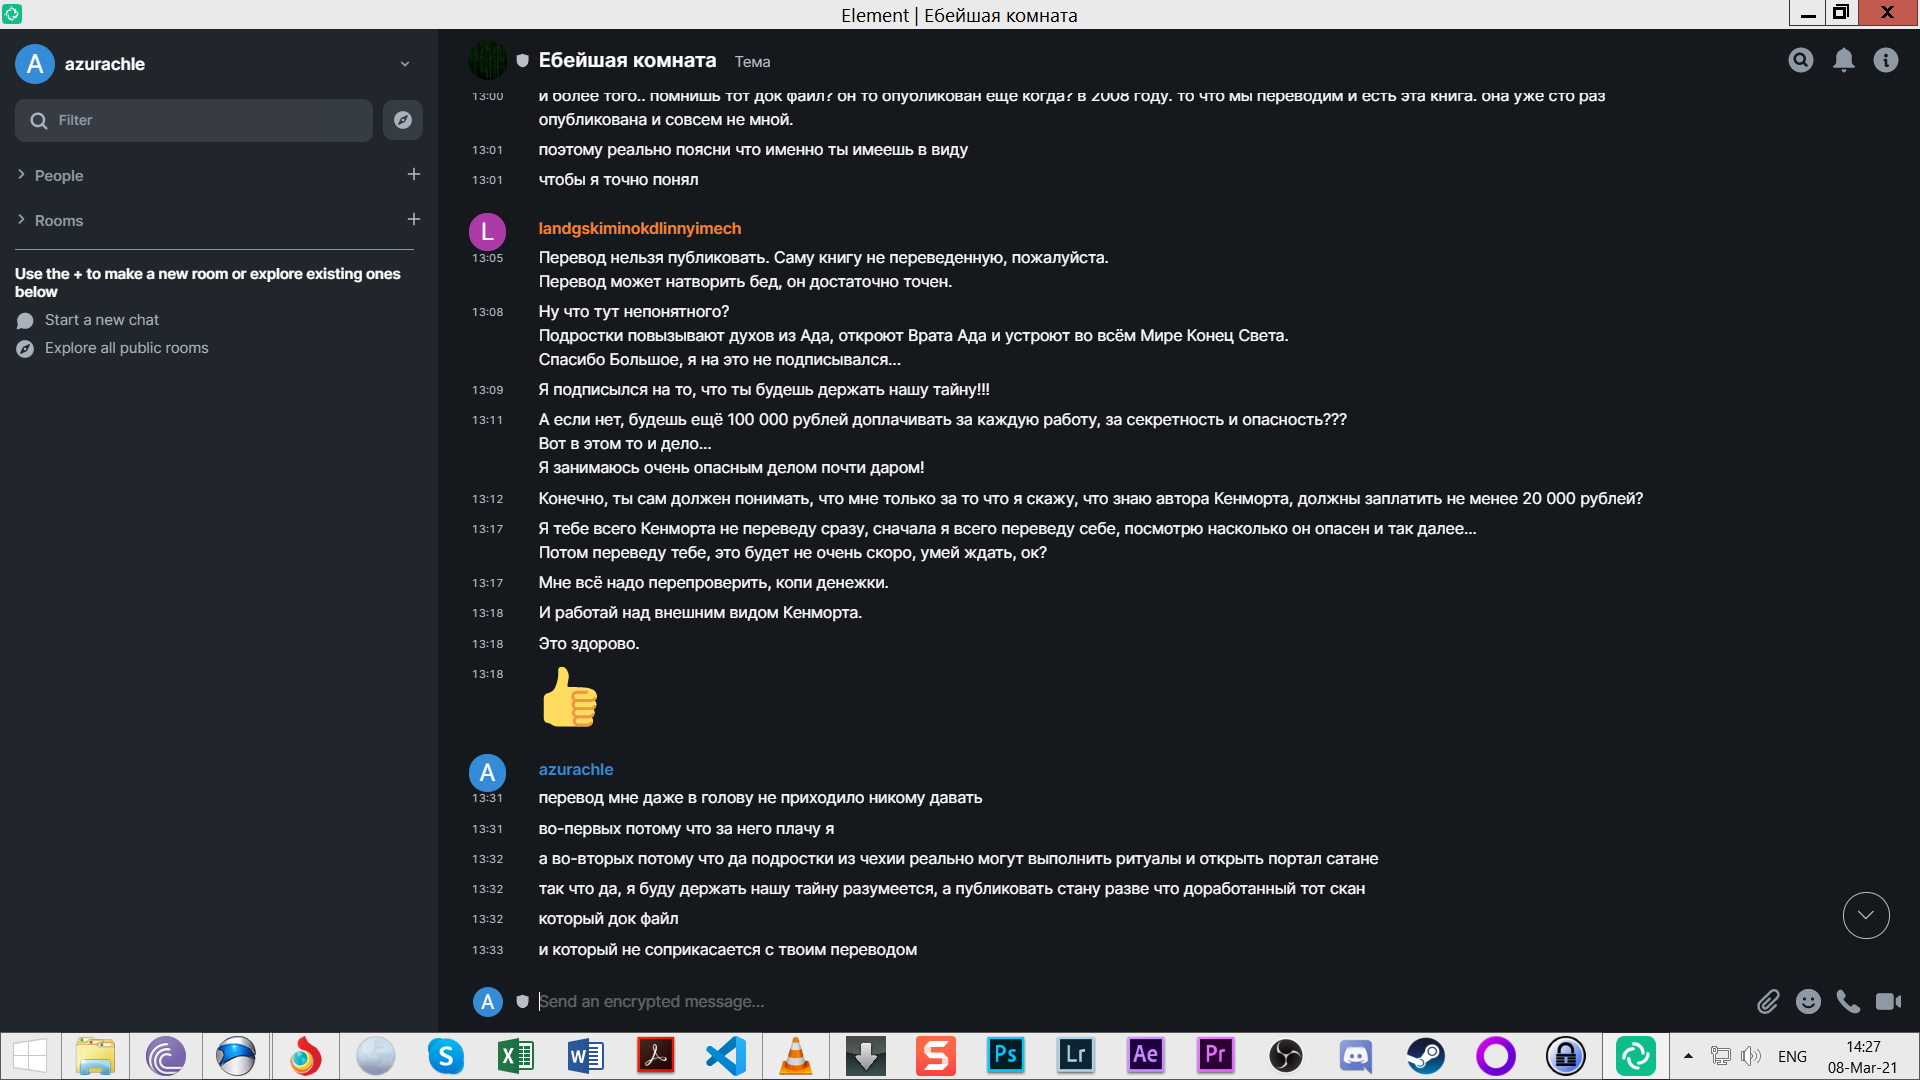 Element | Ебейшая комната
A
azurachle
Filter
People
Rooms
Use the + to make a new room or explore existing ones
below
Start a new chat
Explore all public rooms
Ебейшая комната
Тема
13:00
и более того.. помнишь тот док файл? он то опубликован еще когда? в 2008 году. то что мы переводим и есть эта книга. она уже сто раз
опубликована и совсем не мной.
13:01
поэтому реально поясни что именно ты имеешь в виду
13:01
чтобы я точно понял
L
landgskiminokdlinnyimech
13:05
Перевод нельзя публиковать. Саму книгу не переведенную, пожалуйста.
Перевод может натворить бед, он достаточно точен.
13:08
Ну что тут непонятного?
Подростки повызывают духов из Ада, откроют Врата Ада и устроют во всём Мире Конец Света.
Спасибо Большое, я на это не подписывался...
13:09
Я подписылся на то, что ты будешь держать нашу тайну!!!
13:11
А если нет, будешь ещё 100 000 рублей доплачивать за каждую работу, за секретность и опасность???
Вот в этом то и дело...
Я занимаюсь очень опасным делом почти даром!
13:12
Конечно, ты сам должен понимать, что мне только за то что я скажу, что знаю автора Кенморта, должны заплатить не менее 20 000 рублей?
13:17
Я тебе всего Кенморта не переведу сразу, сначала я всего переведу себе, посмотрю насколько он опасен и так далее...
Потом переведу тебе, это будет не очень скоро, умей ждать, ок?
13:17
Мне всё надо перепроверить, копи денежки.
13:18
И работай над внешним видом Кенморта.
13:18
Это здорово.
13:18
A
azurachle
13:31
перевод мне даже в голову не приходило никому давать
13:31
во-первых потому что за него плачу я
13:32
а во-вторых потому что да подростки из чехии реально могут выполнить ритуалы и открыть портал сатане
13:32
так что да, я буду держать нашу тайну разумеется, а публиковать стану разве что доработанный тот скан
13:32
который док файл
13:33
и который не соприкасается с твоим переводом
A
Send an encrypted message...
S
X
W
S
Ps
Lr
Ae
Pr
ENG
14:27
08-Mar-21